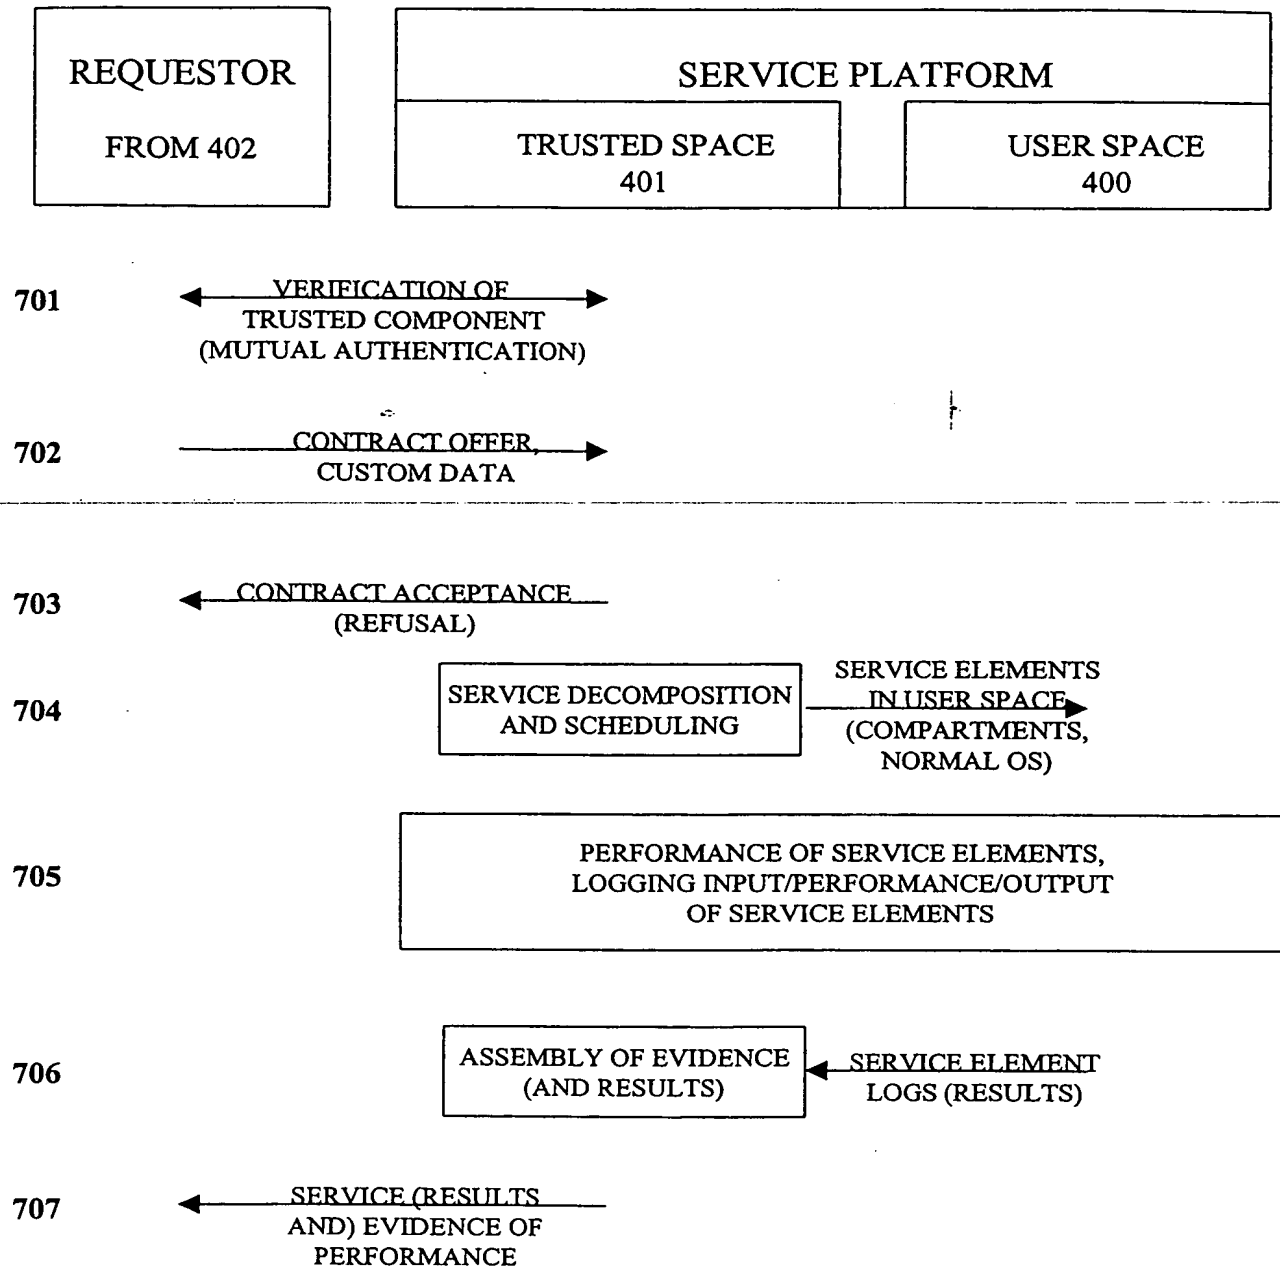 REQUESTOR
FROM 402
SERVICE PLATFORM
TRUSTED SPACE
401
USER SPACE
400
701
VERIFICATION OF
TRUSTED COMPONENT
(MUTUAL AUTHENTICATION)
702
CONTRACT OFFER,
CUSTOM DATA
703
CONTRACT ACCEPTANCE
(REFUSAL)
704
SERVICE DECOMPOSITION
AND SCHEDULING
SERVICE ELEMENTS
IN USER SPACE
(COMPARTMENTS,
NORMAL OS)
705
PERFORMANCE OF SERVICE ELEMENTS,
LOGGING INPUT/PERFORMANCE/OUTPUT
OF SERVICE ELEMENTS
706
ASSEMBLY OF EVIDENCE
(AND RESULTS)
SERVICE ELEMENT
LOGS (RESULTS)
707
SERVICE (RESULTS
AND) EVIDENCE OF
PERFORMANCE